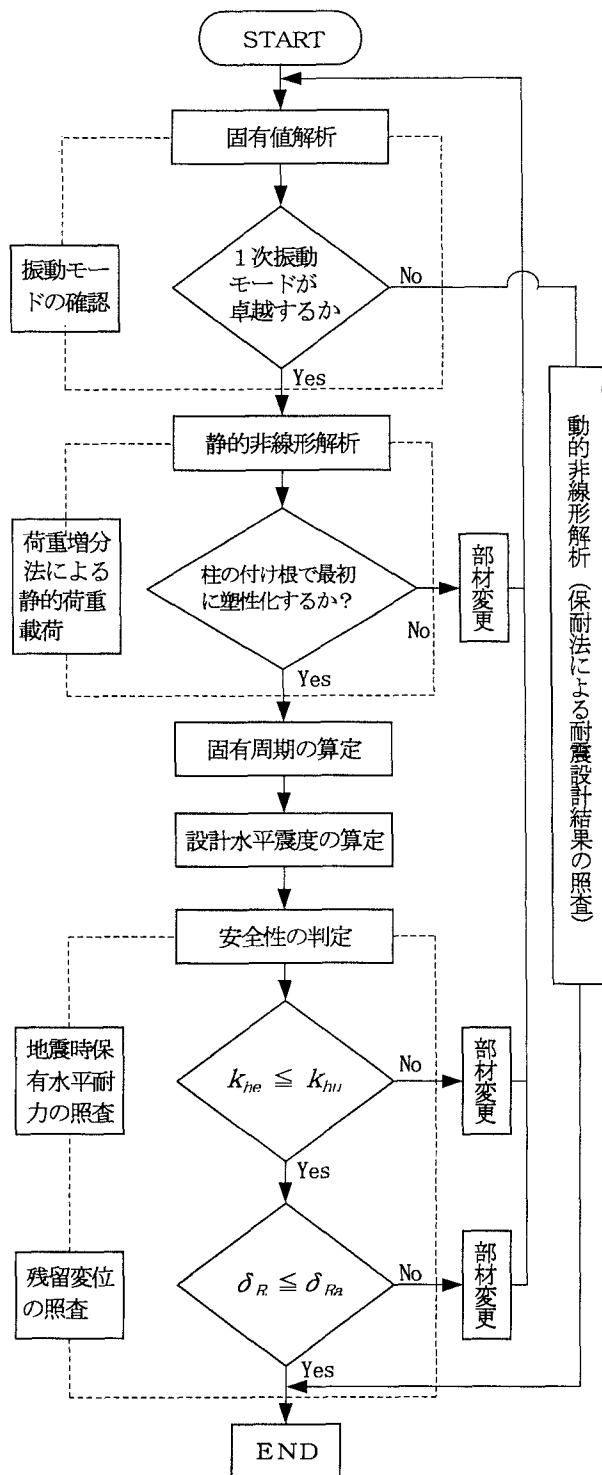 START
固有値解析
振動モー
ドの確認
１次振動
モードが
卓越するか
No
Yes
静的非線形解析
荷重増分
法による
静的荷重
載荷
柱の付け根で最初
に塑性化するか？
No
部材変更
Yes
動的非線形解析（保耐法による耐震設計結果の照査）
固有周期の算定
設計水平震度の算定
安全性の判定
地震時保
有水平耐
力の照査
k_he ≦ k_hu
No
部材変更
Yes
残留変位
の照査
δ_R ≦ δ_Ra
No
部材変更
Yes
END